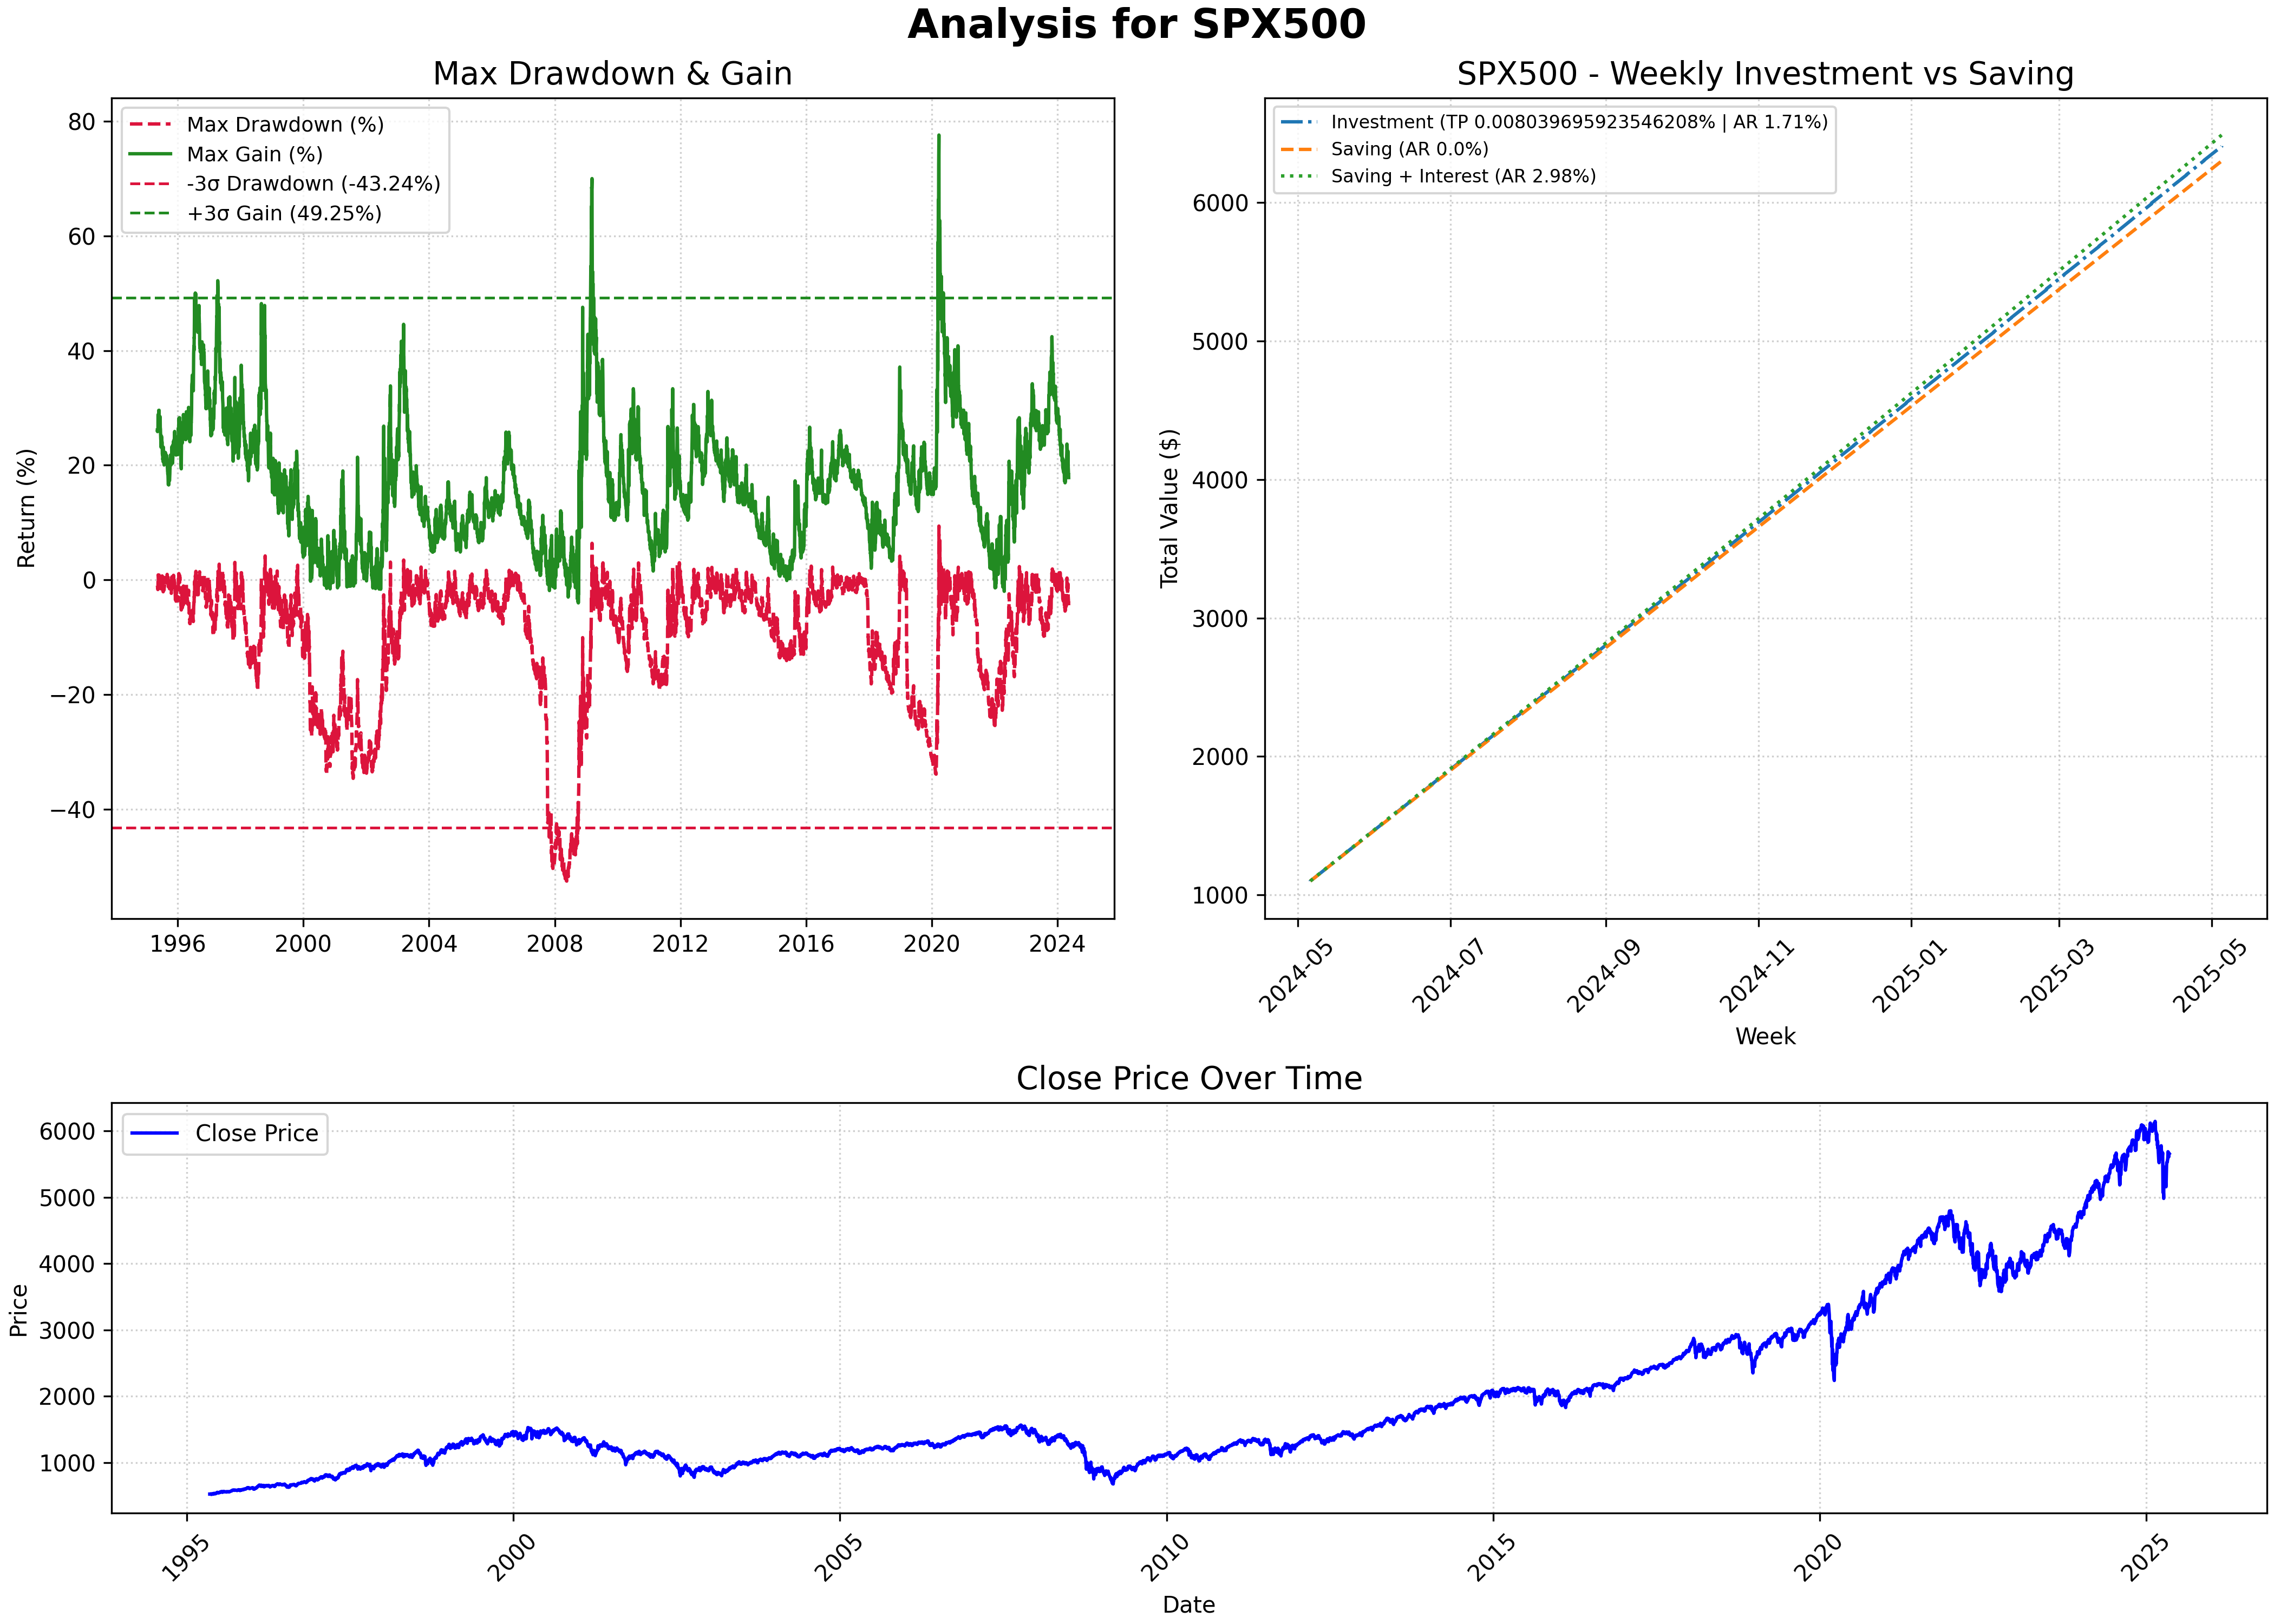 Analysis for SPX500
Max Drawdown & Gain
Max Drawdown (%)
Max Gain (%)
-3σ Drawdown (-43.24%)
+3σ Gain (49.25%)
Return (%)
80
60
40
20
0
−20
−40
1996 2000 2004 2008 2012 2016 2020 2024
SPX500 - Weekly Investment vs Saving
Investment (TP 0.008039695923546208% | AR 1.71%)
Saving (AR 0.0%)
Saving + Interest (AR 2.98%)
Total Value ($)
6000
5000
4000
3000
2000
1000
2024-05 2024-07 2024-09 2024-11 2025-01 2025-03 2025-05
Week
Close Price Over Time
Close Price
Price
6000
5000
4000
3000
2000
1000
1995 2000 2005 2010 2015 2020 2025
Date